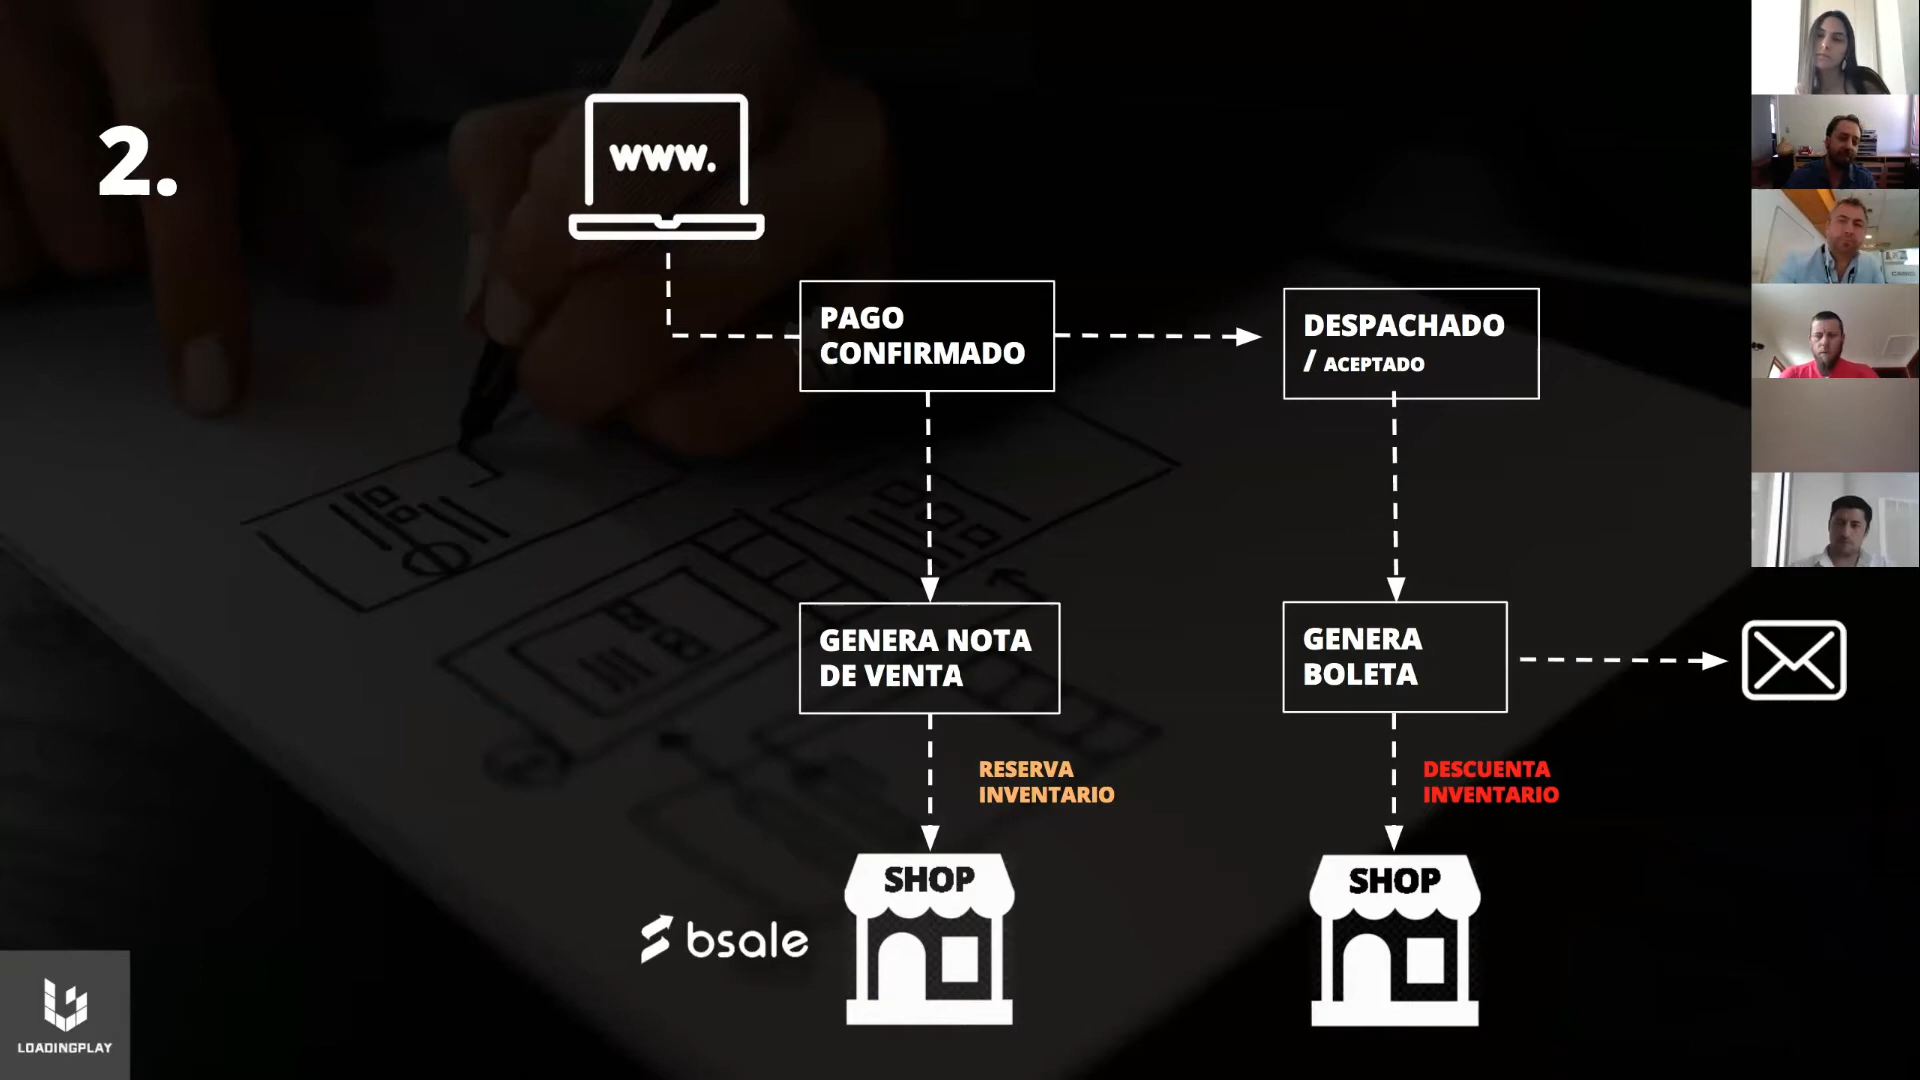 2.
www.
PAGO
CONFIRMADO
DESPACHADO
/ ACEPTADO
GENERA NOTA
DE VENTA
GENERA
BOLETA
RESERVA
INVENTARIO
DESCUENTA
INVENTARIO
SHOP
SHOP
bsale
LOADINGPLAY